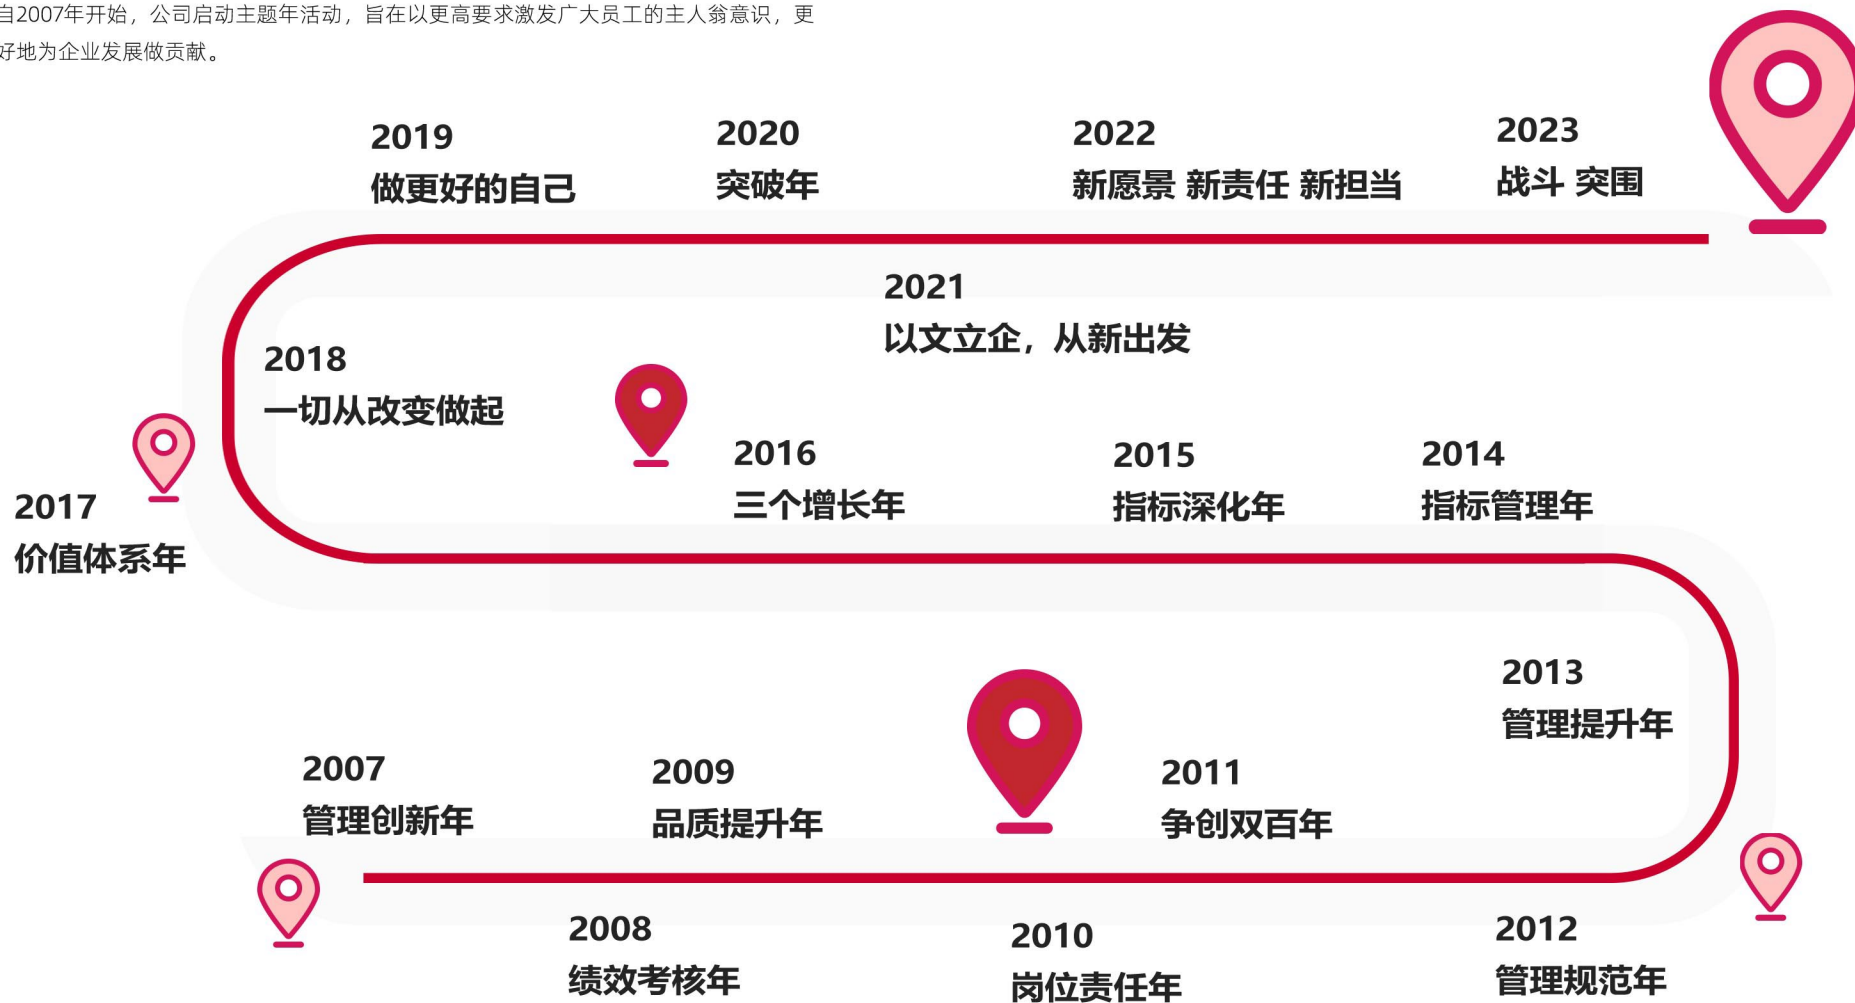 自2007年开始，公司启动主题年活动，旨在以更高要求激发广大员工的主人翁意识，更
好地为企业发展做贡献。
2019
做更好的自己
2020
突破年
2022
新愿景 新责任 新担当
2023
战斗 突围
2021
以文立企，从新出发
2018
一切从改变做起
2017
价值体系年
2016
三个增长年
2015
指标深化年
2014
指标管理年
2013
管理提升年
2007
管理创新年
2009
品质提升年
2011
争创双百年
2008
绩效考核年
2010
岗位责任年
2012
管理规范年